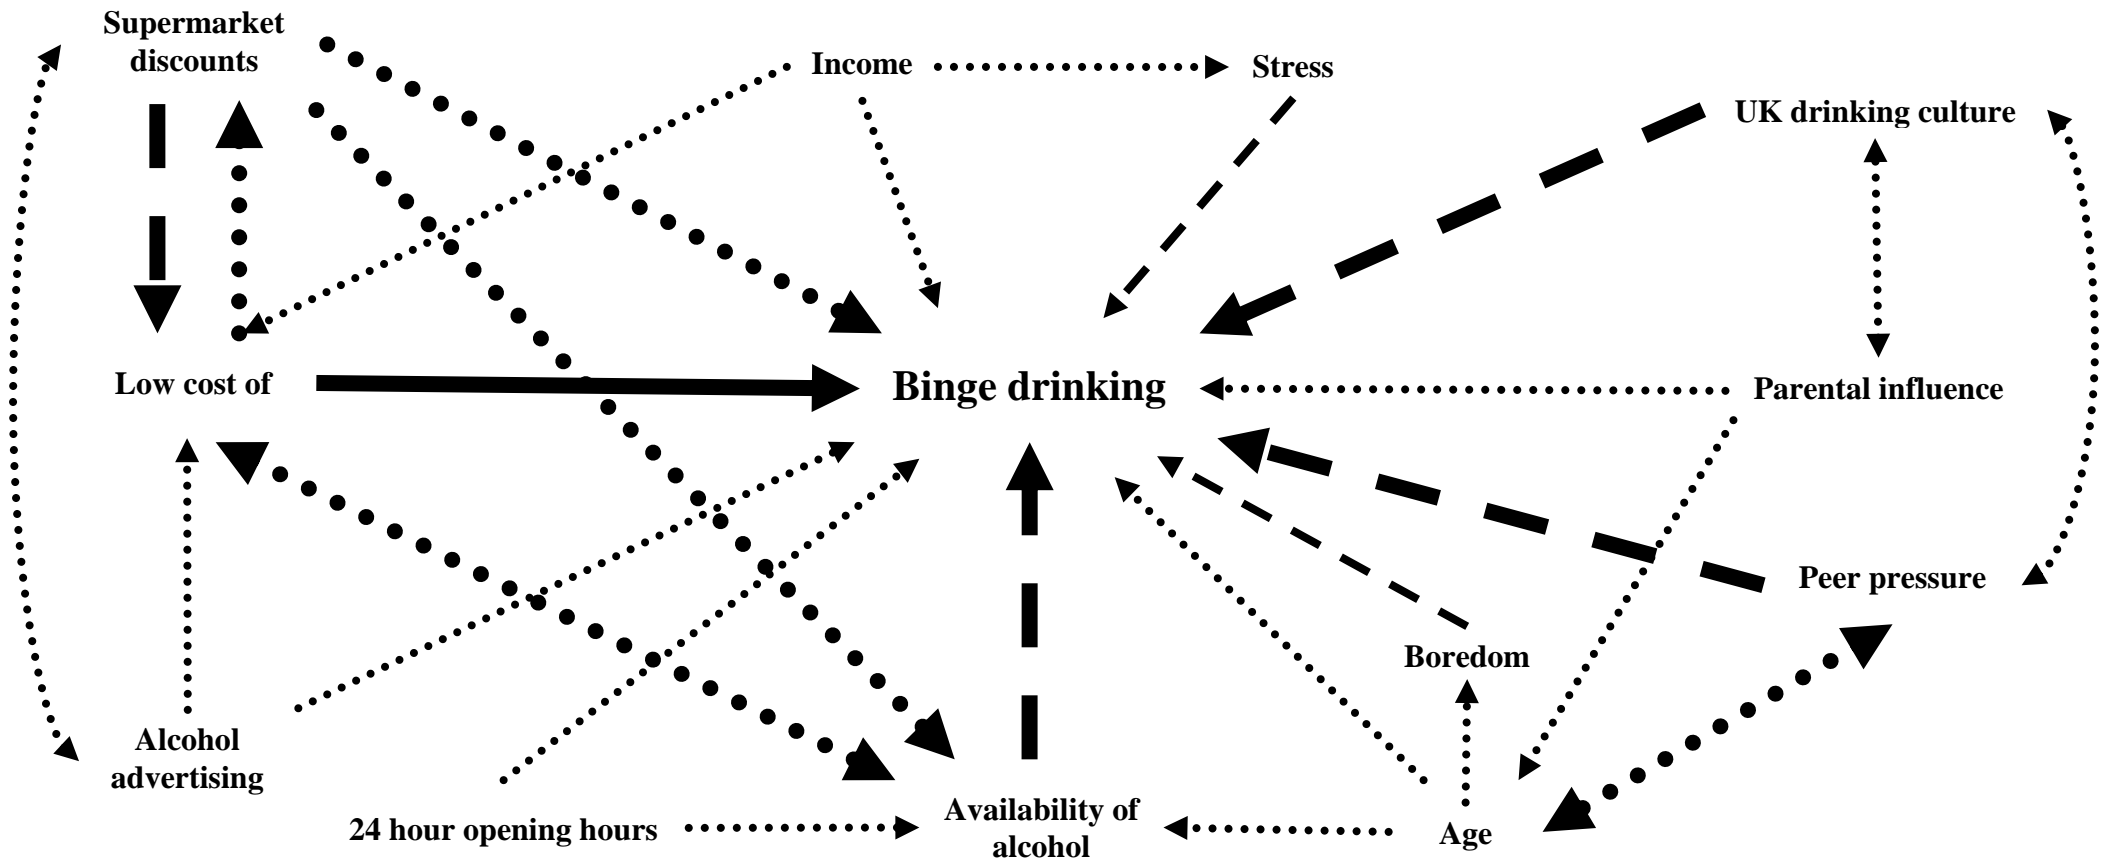 Supermarket
discounts
Income
Stress
UK drinking culture
Low cost of
Binge drinking
Parental influence
Peer pressure
Boredom
Alcohol
advertising
24 hour opening hours
Availability of
alcohol
Age